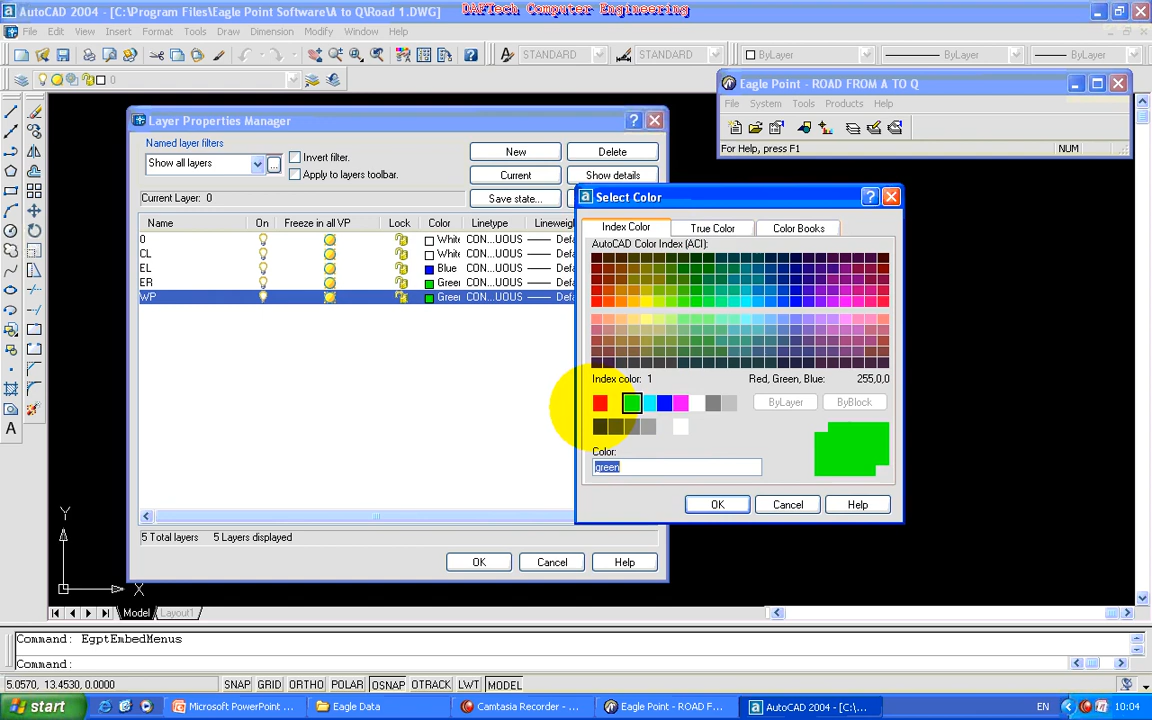 AutoCAD 2004 - [C:\Program Files\Eagle Point Software\A to Q\Road 1.DWG]
DAFTech Computer Engineering
File Edit View Insert Format Tools Draw Dimension Modify Window Help
STANDARD STANDARD ByLayer ByLayer ByLayer
0
Eagle Point - ROAD FROM A TO Q
File System Tools Products Help
For Help, press F1 NUM
Layer Properties Manager
Named layer filters
Show all layers ... Invert filter. New Delete
Apply to layers toolbar. Current Show details
Current Layer: 0 Save state...
Name On Freeze in all VP Lock Color Linetype Lineweig
0 White CON...UOUS Defa
CL White CON...UOUS Defa
EL Blue CON...UOUS Defa
ER Green CON...UOUS Defa
WP Green CON...UOUS Defa
5 Total layers 5 Layers displayed
OK Cancel Help
Select Color
Index Color True Color Color Books
AutoCAD Color Index (ACI):
Index color: 1 Red, Green, Blue: 255,0,0
ByLayer ByBlock
Color:
green
OK Cancel Help
Y
X
Model Layout1
Command: EgptEmbedMenus
Command:
5.0570, 13.4530, 0.0000 SNAP GRID ORTHO POLAR OSNAP OTRACK LWT MODEL
start Microsoft PowerPoint ... Eagle Data Camtasia Recorder - ... Eagle Point - ROAD F... AutoCAD 2004 - [C:\... EN 10:04